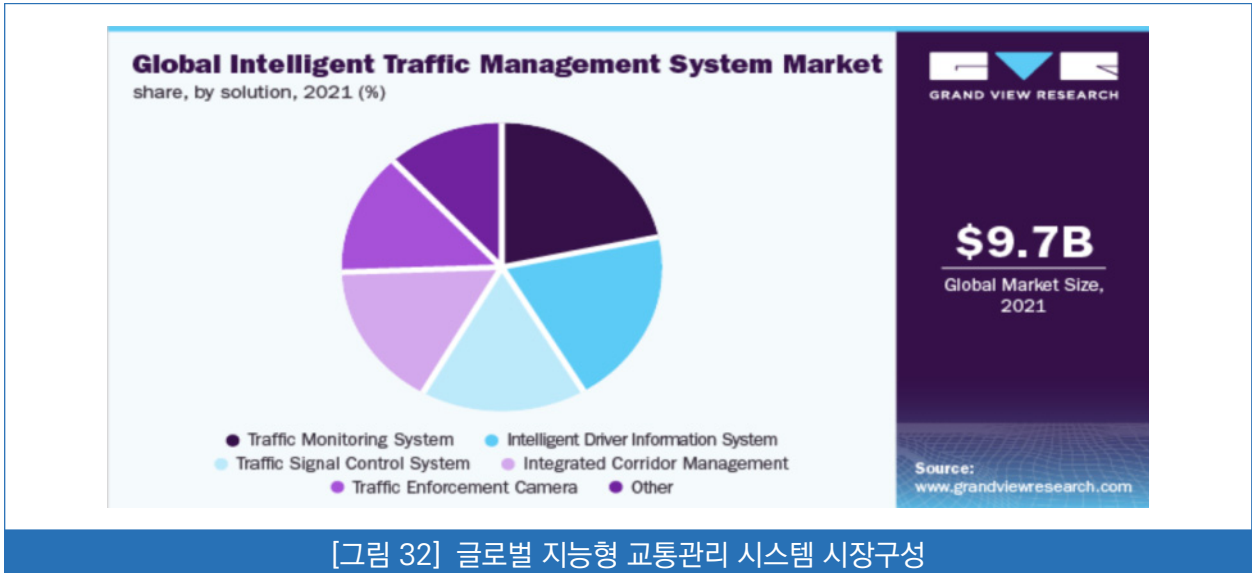 Global Intelligent Traffic Management System Market
share, by solution, 2021 (%)
GRAND VIEW RESEARCH
$9.7B
Global Market Size,
2021
Traffic Monitoring System
Intelligent Driver Information System
Traffic Signal Control System
Integrated Corridor Management
Traffic Enforcement Camera
Other
Source:
www.grandviewresearch.com
[그림 32] 글로벌 지능형 교통관리 시스템 시장구성